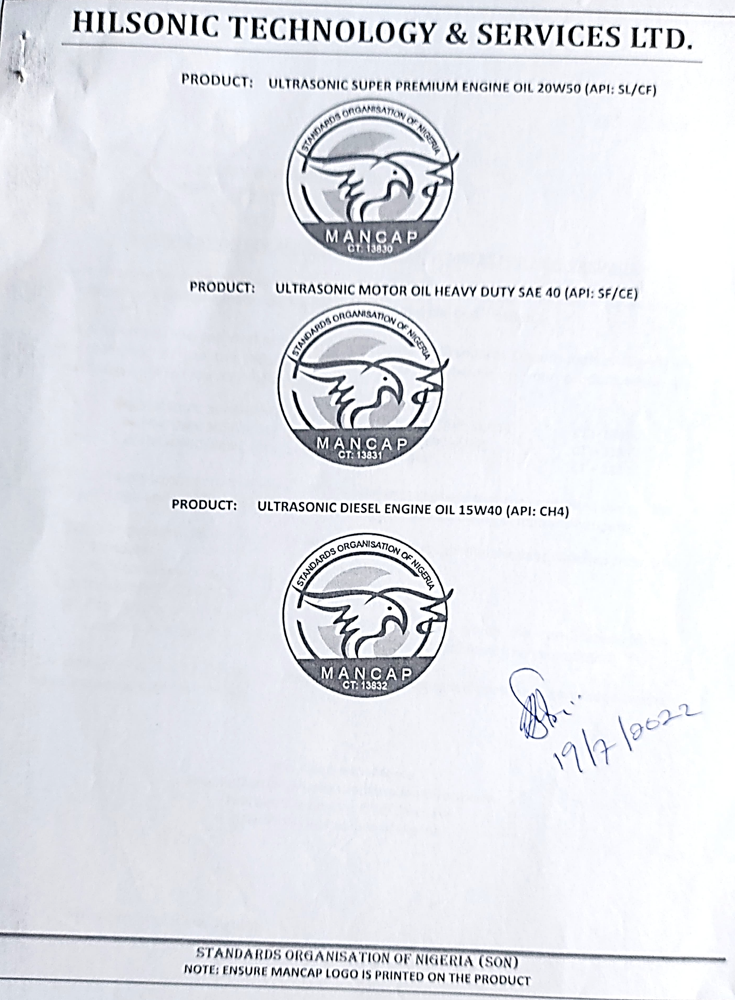 HILSONIC TECHNOLOGY & SERVICES LTD.
PRODUCT: ULTRASONIC SUPER PREMIUM ENGINE OIL 20W50 (API: SL/CF)
STANDARDS ORGANISATION OF NIGERIA
MANCAP
CT: 13830
PRODUCT: ULTRASONIC MOTOR OIL HEAVY DUTY SAE 40 (API: SF/CE)
STANDARDS ORGANISATION OF NIGERIA
MANCAP
CT: 13831
PRODUCT: ULTRASONIC DIESEL ENGINE OIL 15W40 (API: CH4)
STANDARDS ORGANISATION OF NIGERIA
MANCAP
CT: 13832
19/7/2022
STANDARDS ORGANISATION OF NIGERIA (SON)
NOTE: ENSURE MANCAP LOGO IS PRINTED ON THE PRODUCT